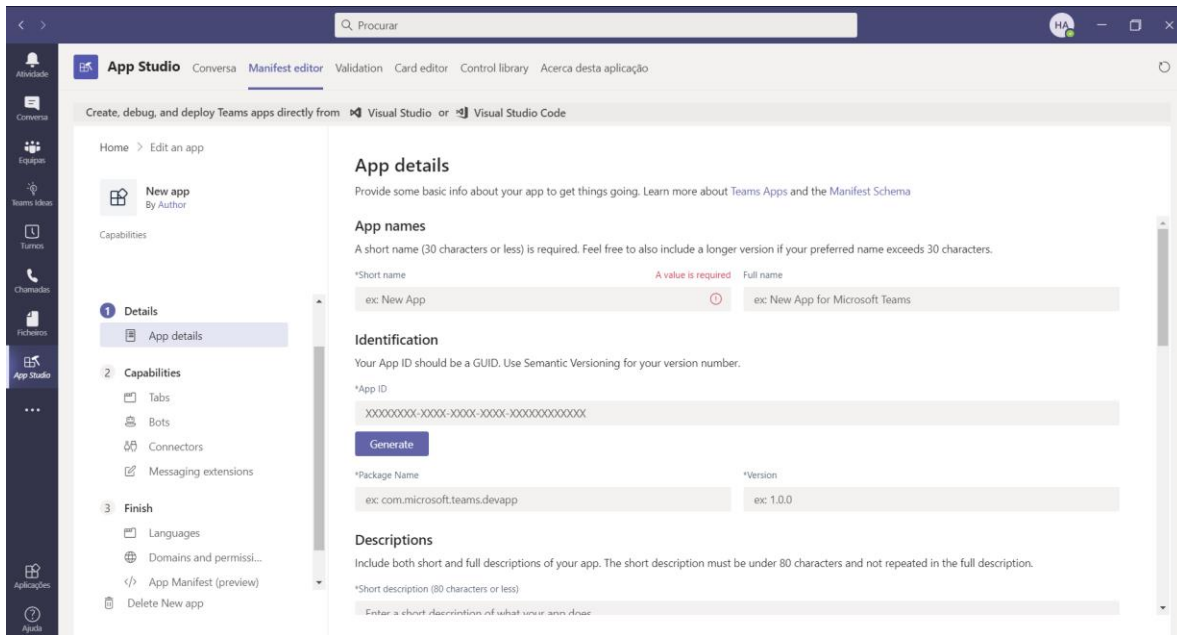 Procurar
HA
Atividade
Conversa
Equipas
Teams Ideas
Turnos
Chamadas
Ficheiros
App Studio
Aplicações
Ajuda
App Studio Conversa Manifest editor Validation Card editor Control library Acerca desta aplicação
Create, debug, and deploy Teams apps directly from Visual Studio or Visual Studio Code
Home > Edit an app
New app
By Author
Capabilities
1 Details
App details
2 Capabilities
Tabs
Bots
Connectors
Messaging extensions
3 Finish
Languages
Domains and permissi...
</> App Manifest (preview)
Delete New app
App details
Provide some basic info about your app to get things going. Learn more about Teams Apps and the Manifest Schema
App names
A short name (30 characters or less) is required. Feel free to also include a longer version if your preferred name exceeds 30 characters.
*Short name A value is required Full name
ex: New App ex: New App for Microsoft Teams
Identification
Your App ID should be a GUID. Use Semantic Versioning for your version number.
*App ID
XXXXXXXX-XXXX-XXXX-XXXX-XXXXXXXXXXXX
Generate
*Package Name *Version
ex: com.microsoft.teams.devapp ex: 1.0.0
Descriptions
Include both short and full descriptions of your app. The short description must be under 80 characters and not repeated in the full description.
*Short description (80 characters or less)
Enter a short description of what your app does